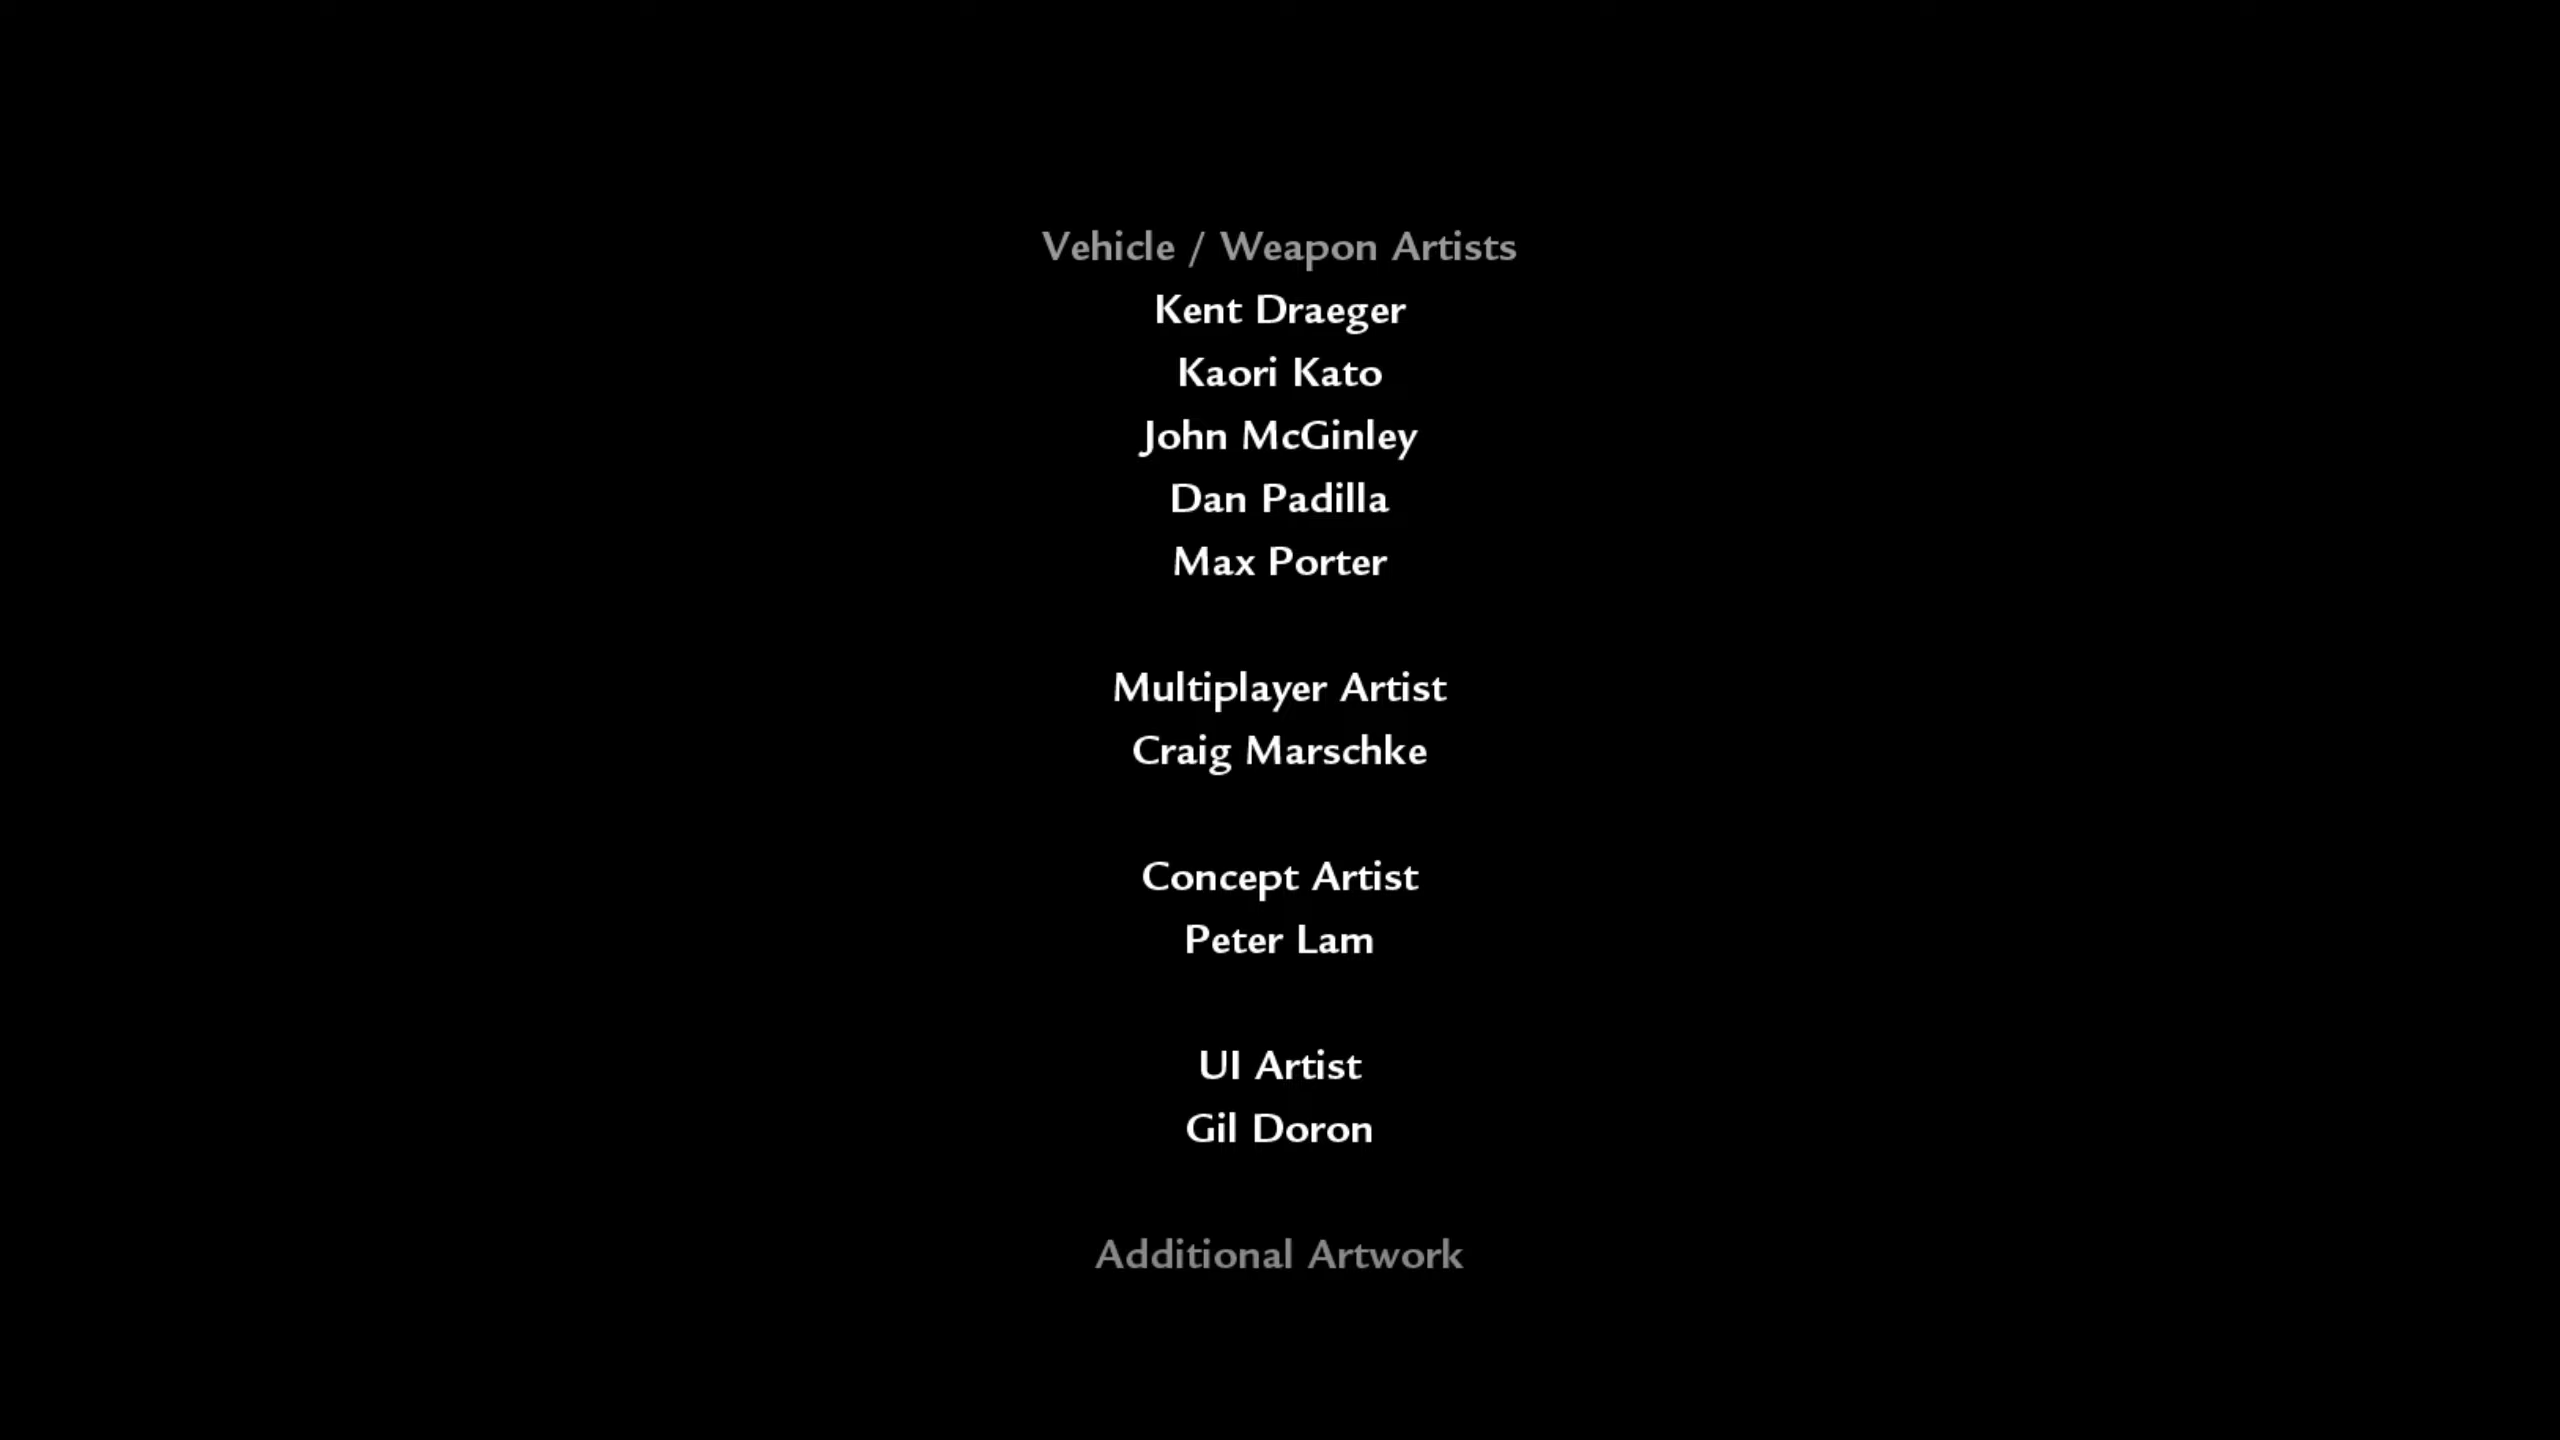 Vehicle / Weapon Artists
Kent Draeger
Kaori Kato
John McGinley
Dan Padilla
Max Porter
Multiplayer Artist
Craig Marschke
Concept Artist
Peter Lam
UI Artist
Gil Doron
Additional Artwork